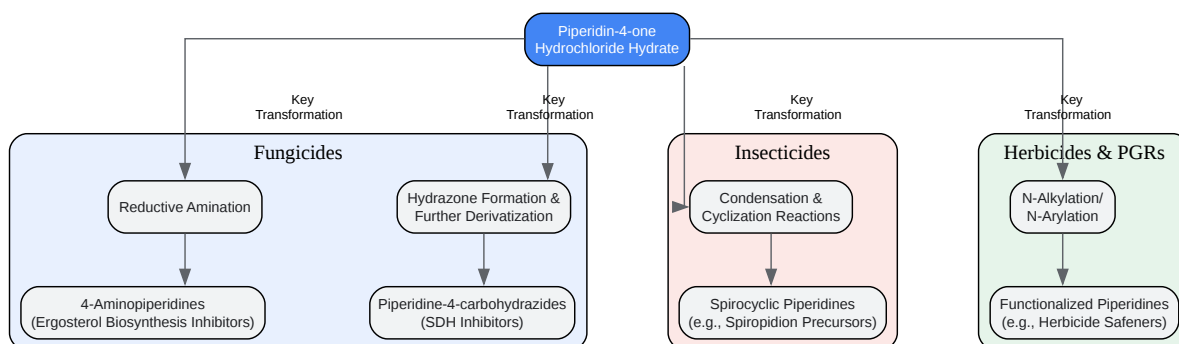 Piperidin-4-one
Hydrochloride Hydrate
Key
Transformation
Key
Transformation
Key
Transformation
Key
Transformation
Fungicides
Insecticides
Herbicides & PGRs
Reductive Amination
Hydrazone Formation &
Further Derivatization
Condensation &
Cyclization Reactions
N-Alkylation/
N-Arylation
4-Aminopiperidines
(Ergosterol Biosynthesis Inhibitors)
Piperidine-4-carbohydrazides
(SDH Inhibitors)
Spirocyclic Piperidines
(e.g., Spiropidion Precursors)
Functionalized Piperidines
(e.g., Herbicide Safeners)